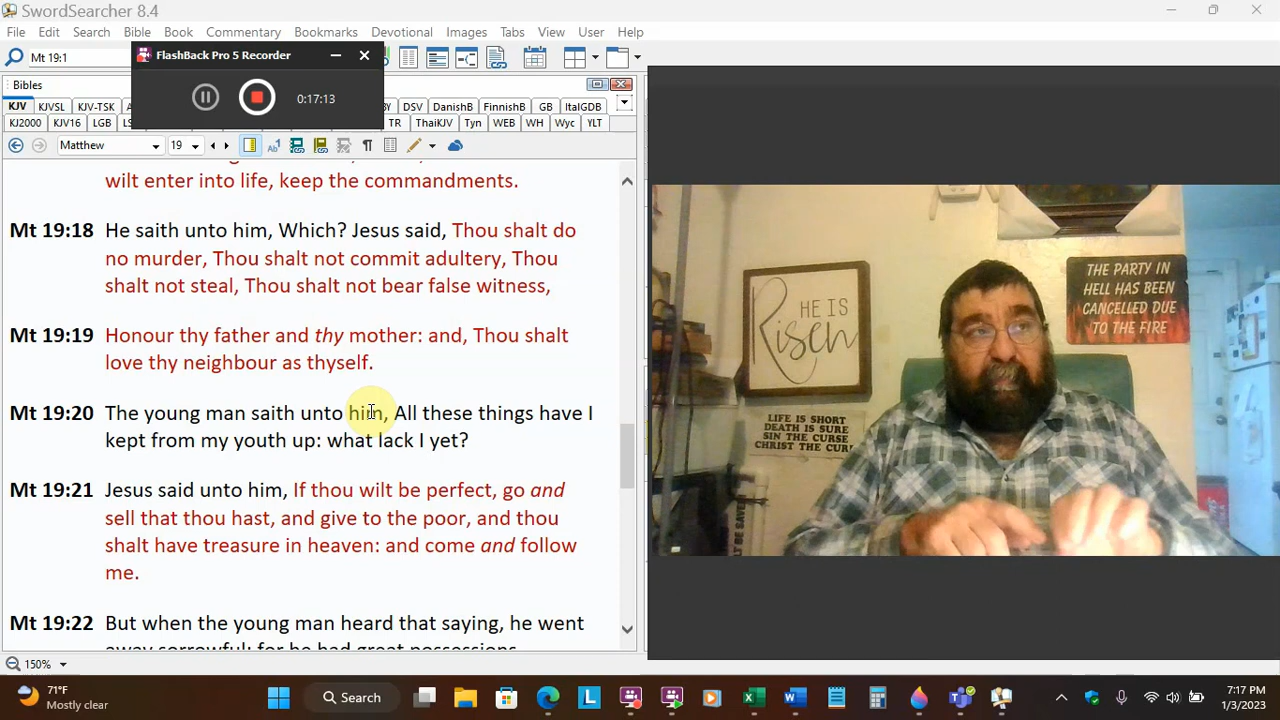 SwordSearcher 8.4
File Edit Search Bible Book Commentary Bookmarks Devotional Images Tabs View User Help
Mt 19:1
FlashBack Pro 5 Recorder
0:17:13
Bibles
KJV KJVSL KJV-TSK DSV DanishB FinnishB GB ItalGDB
KJ2000 KJV16 LGB TR ThaiKJV Tyn WEB WH Wyc YLT
Matthew 19
wilt enter into life, keep the commandments.
Mt 19:18 He saith unto him, Which? Jesus said, Thou shalt do
no murder, Thou shalt not commit adultery, Thou
shalt not steal, Thou shalt not bear false witness,
Mt 19:19 Honour thy father and thy mother: and, Thou shalt
love thy neighbour as thyself.
Mt 19:20 The young man saith unto him, All these things have I
kept from my youth up: what lack I yet?
Mt 19:21 Jesus said unto him, If thou wilt be perfect, go and
sell that thou hast, and give to the poor, and thou
shalt have treasure in heaven: and come and follow
me.
Mt 19:22 But when the young man heard that saying, he went
away sorrowful: for he had great possessions.
150%
HE IS
Risen
THE PARTY IN
HELL HAS BEEN
CANCELLED DUE
TO THE FIRE
LIFE IS SHORT
DEATH IS SURE
SIN THE CURSE
CHRIST THE CUR
BE SAVE
71°F
Mostly clear
Search
7:17 PM
1/3/2023